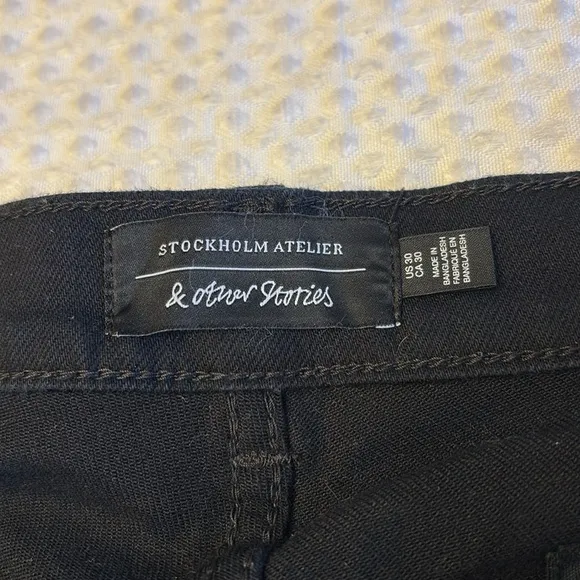 STOCKHOLM ATELIER
& other Stories
US 30
CA 30
MADE IN
BANGLADESH
FABRIQUÉ EN
BANGLADESH